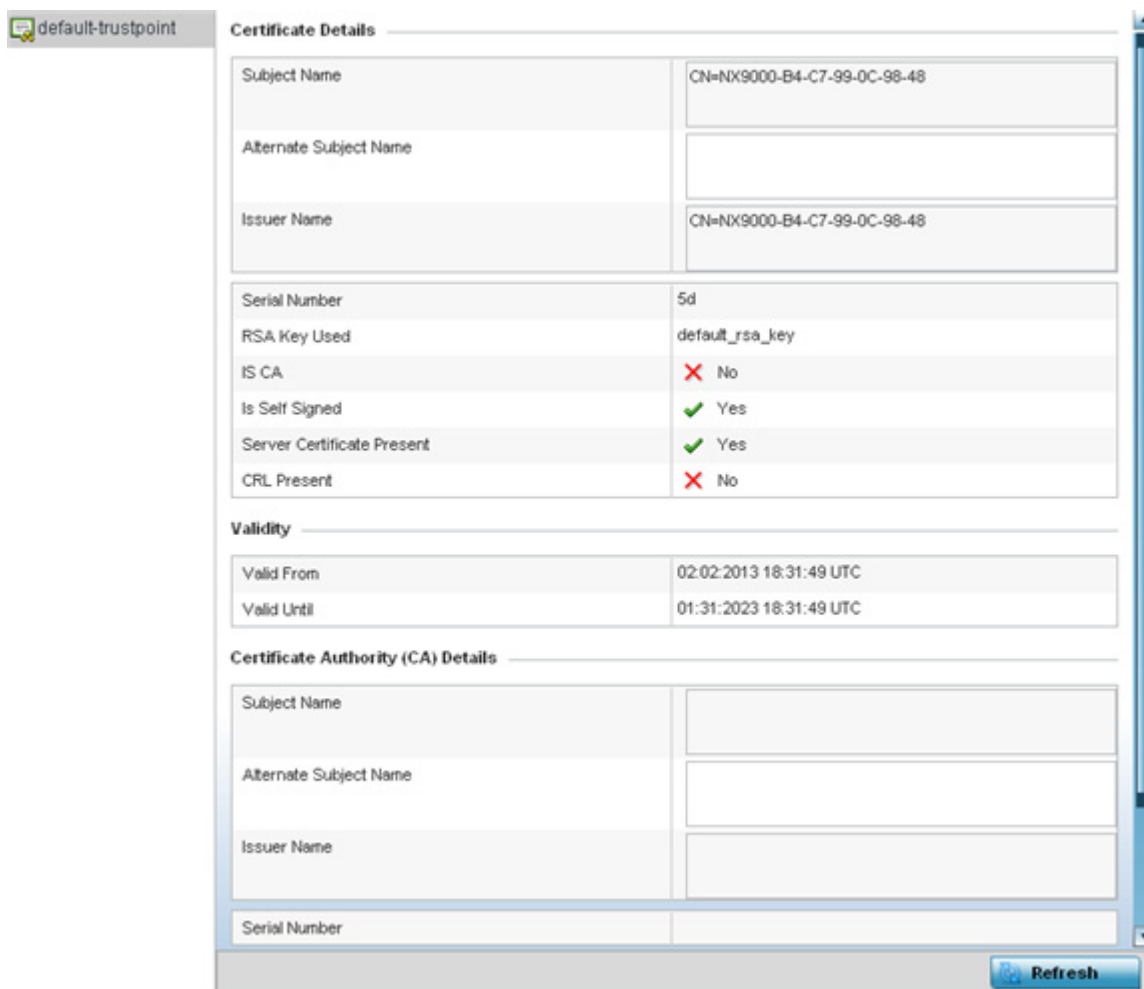 default-trustpoint
Certificate Details
Subject Name CN=NX9000-B4-C7-99-0C-98-48
Alternate Subject Name
Issuer Name CN=NX9000-B4-C7-99-0C-98-48
Serial Number 5d
RSA Key Used default_rsa_key
IS CA No
Is Self Signed Yes
Server Certificate Present Yes
CRL Present No
Validity
Valid From 02:02:2013 18:31:49 UTC
Valid Until 01:31:2023 18:31:49 UTC
Certificate Authority (CA) Details
Subject Name
Alternate Subject Name
Issuer Name
Serial Number
Refresh